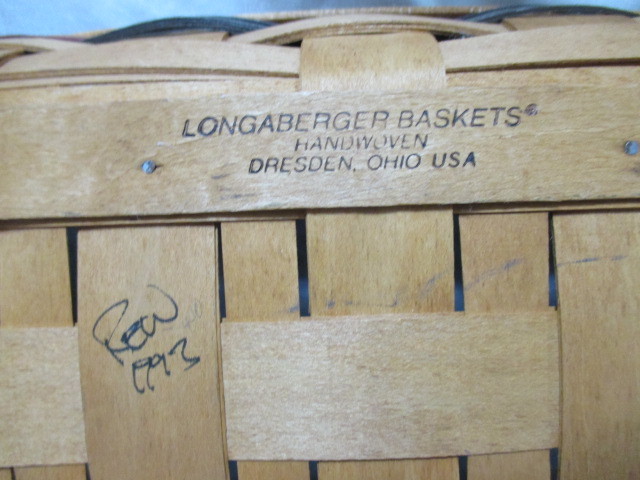 LONGABERGER BASKETS®
HANDWOVEN
DRESDEN, OHIO USA
REW
1993